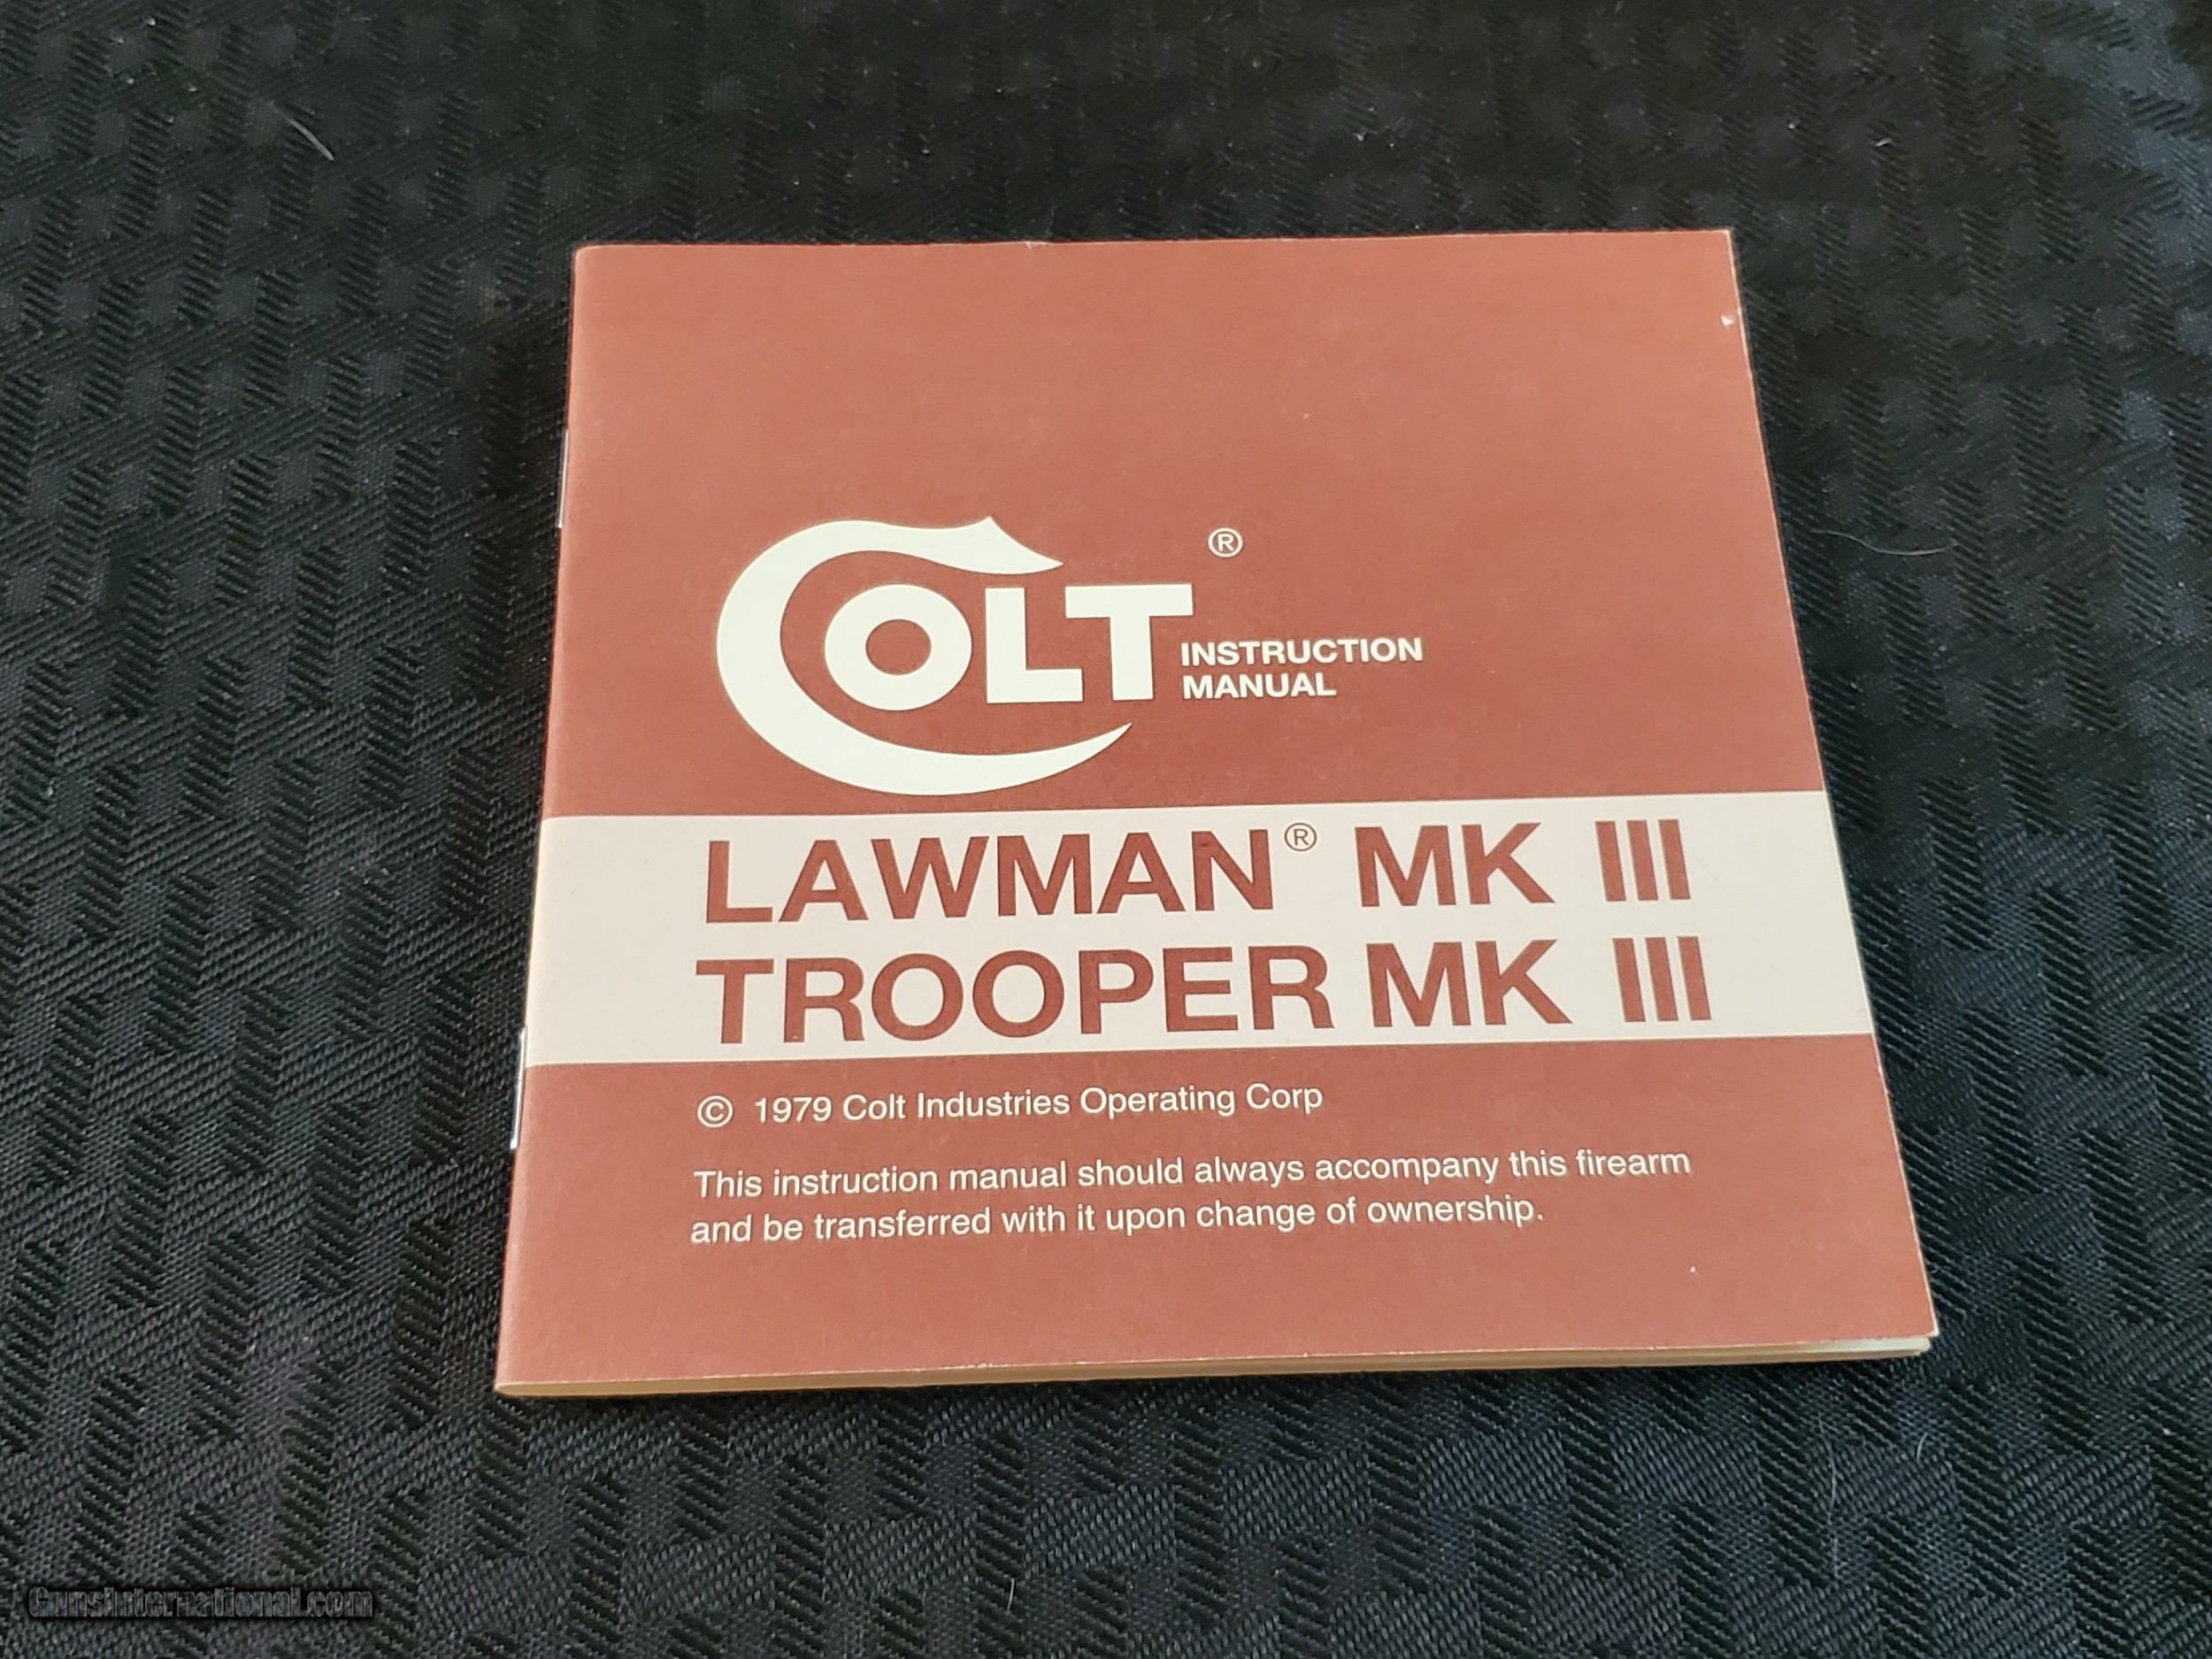 COLT®
INSTRUCTION
MANUAL
LAWMAN® MK III
TROOPER MK III
© 1979 Colt Industries Operating Corp
This instruction manual should always accompany this firearm
and be transferred with it upon change of ownership.
GunsInternational.com